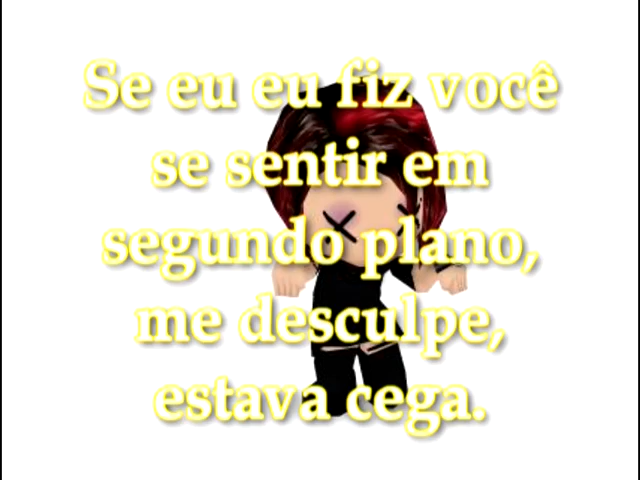 Se eu eu fiz você
se sentir em
segundo plano,
me desculpe,
estava cega.